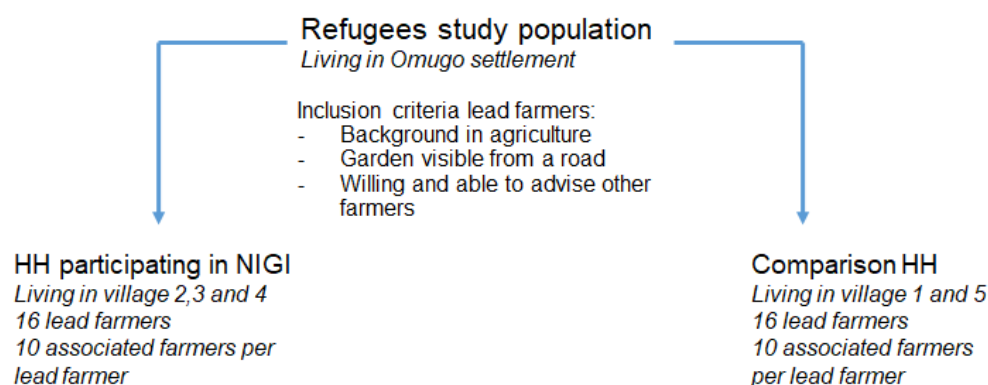 Refugees study population
Living in Omugo settlement
Inclusion criteria lead farmers:
- Background in agriculture
- Garden visible from a road
- Willing and able to advise other
farmers
HH participating in NIGI
Living in village 2,3 and 4
16 lead farmers
10 associated farmers per
lead farmer
Comparison HH
Living in village 1 and 5
16 lead farmers
10 associated farmers
per lead farmer